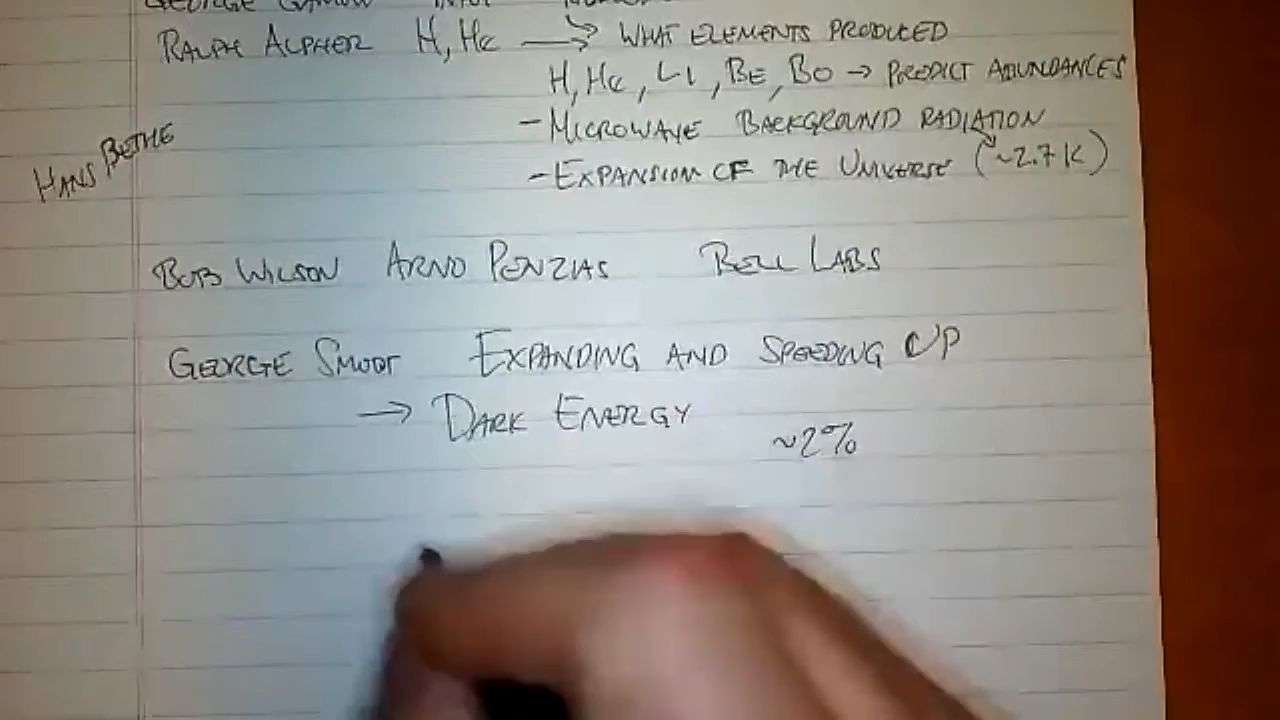 RALPH ALPHER H, He → WHAT ELEMENTS PRODUCED
H, He, Li, Be, Bo → PREDICT ABUNDANCES
- MICROWAVE BACKGROUND RADIATION
HANS BETHE
- EXPANSION OF THE UNIVERSE (~2.7 K)
BOB WILSON ARNO PENZIAS BELL LABS
GEORGE SMOOT EXPANDING AND SPEEDING UP
→ DARK ENERGY
~2%